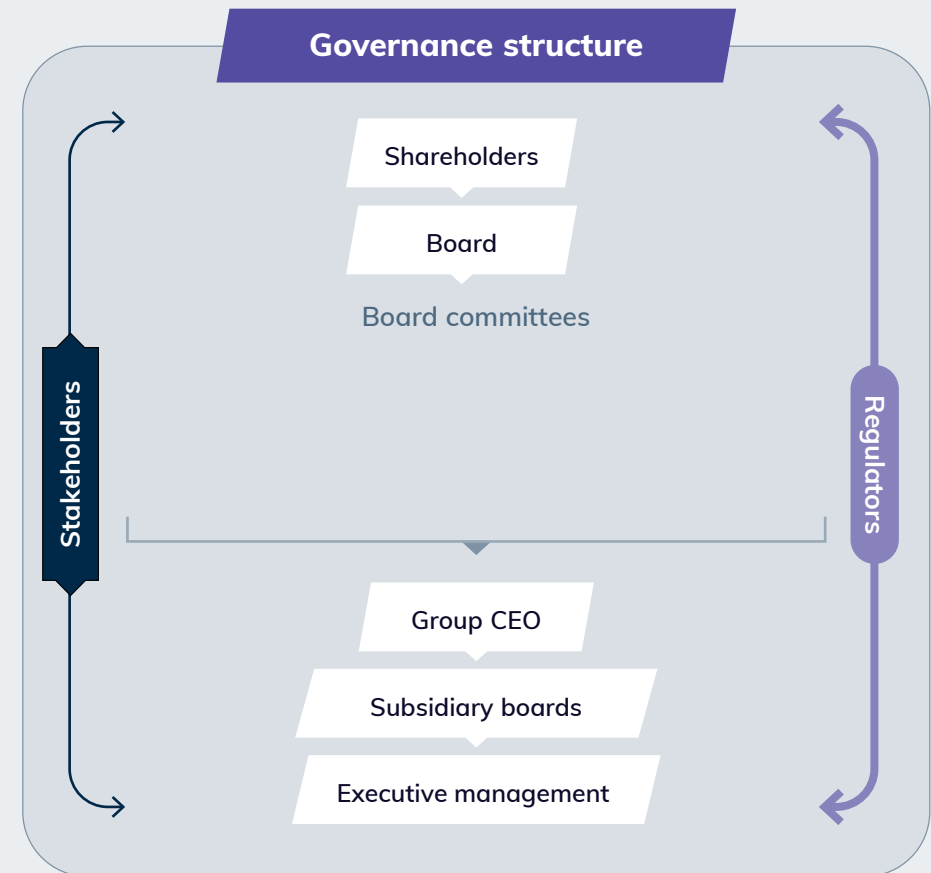 Governance structure
Shareholders
Board
Board committees
Stakeholders
Regulators
Group CEO
Subsidiary boards
Executive management